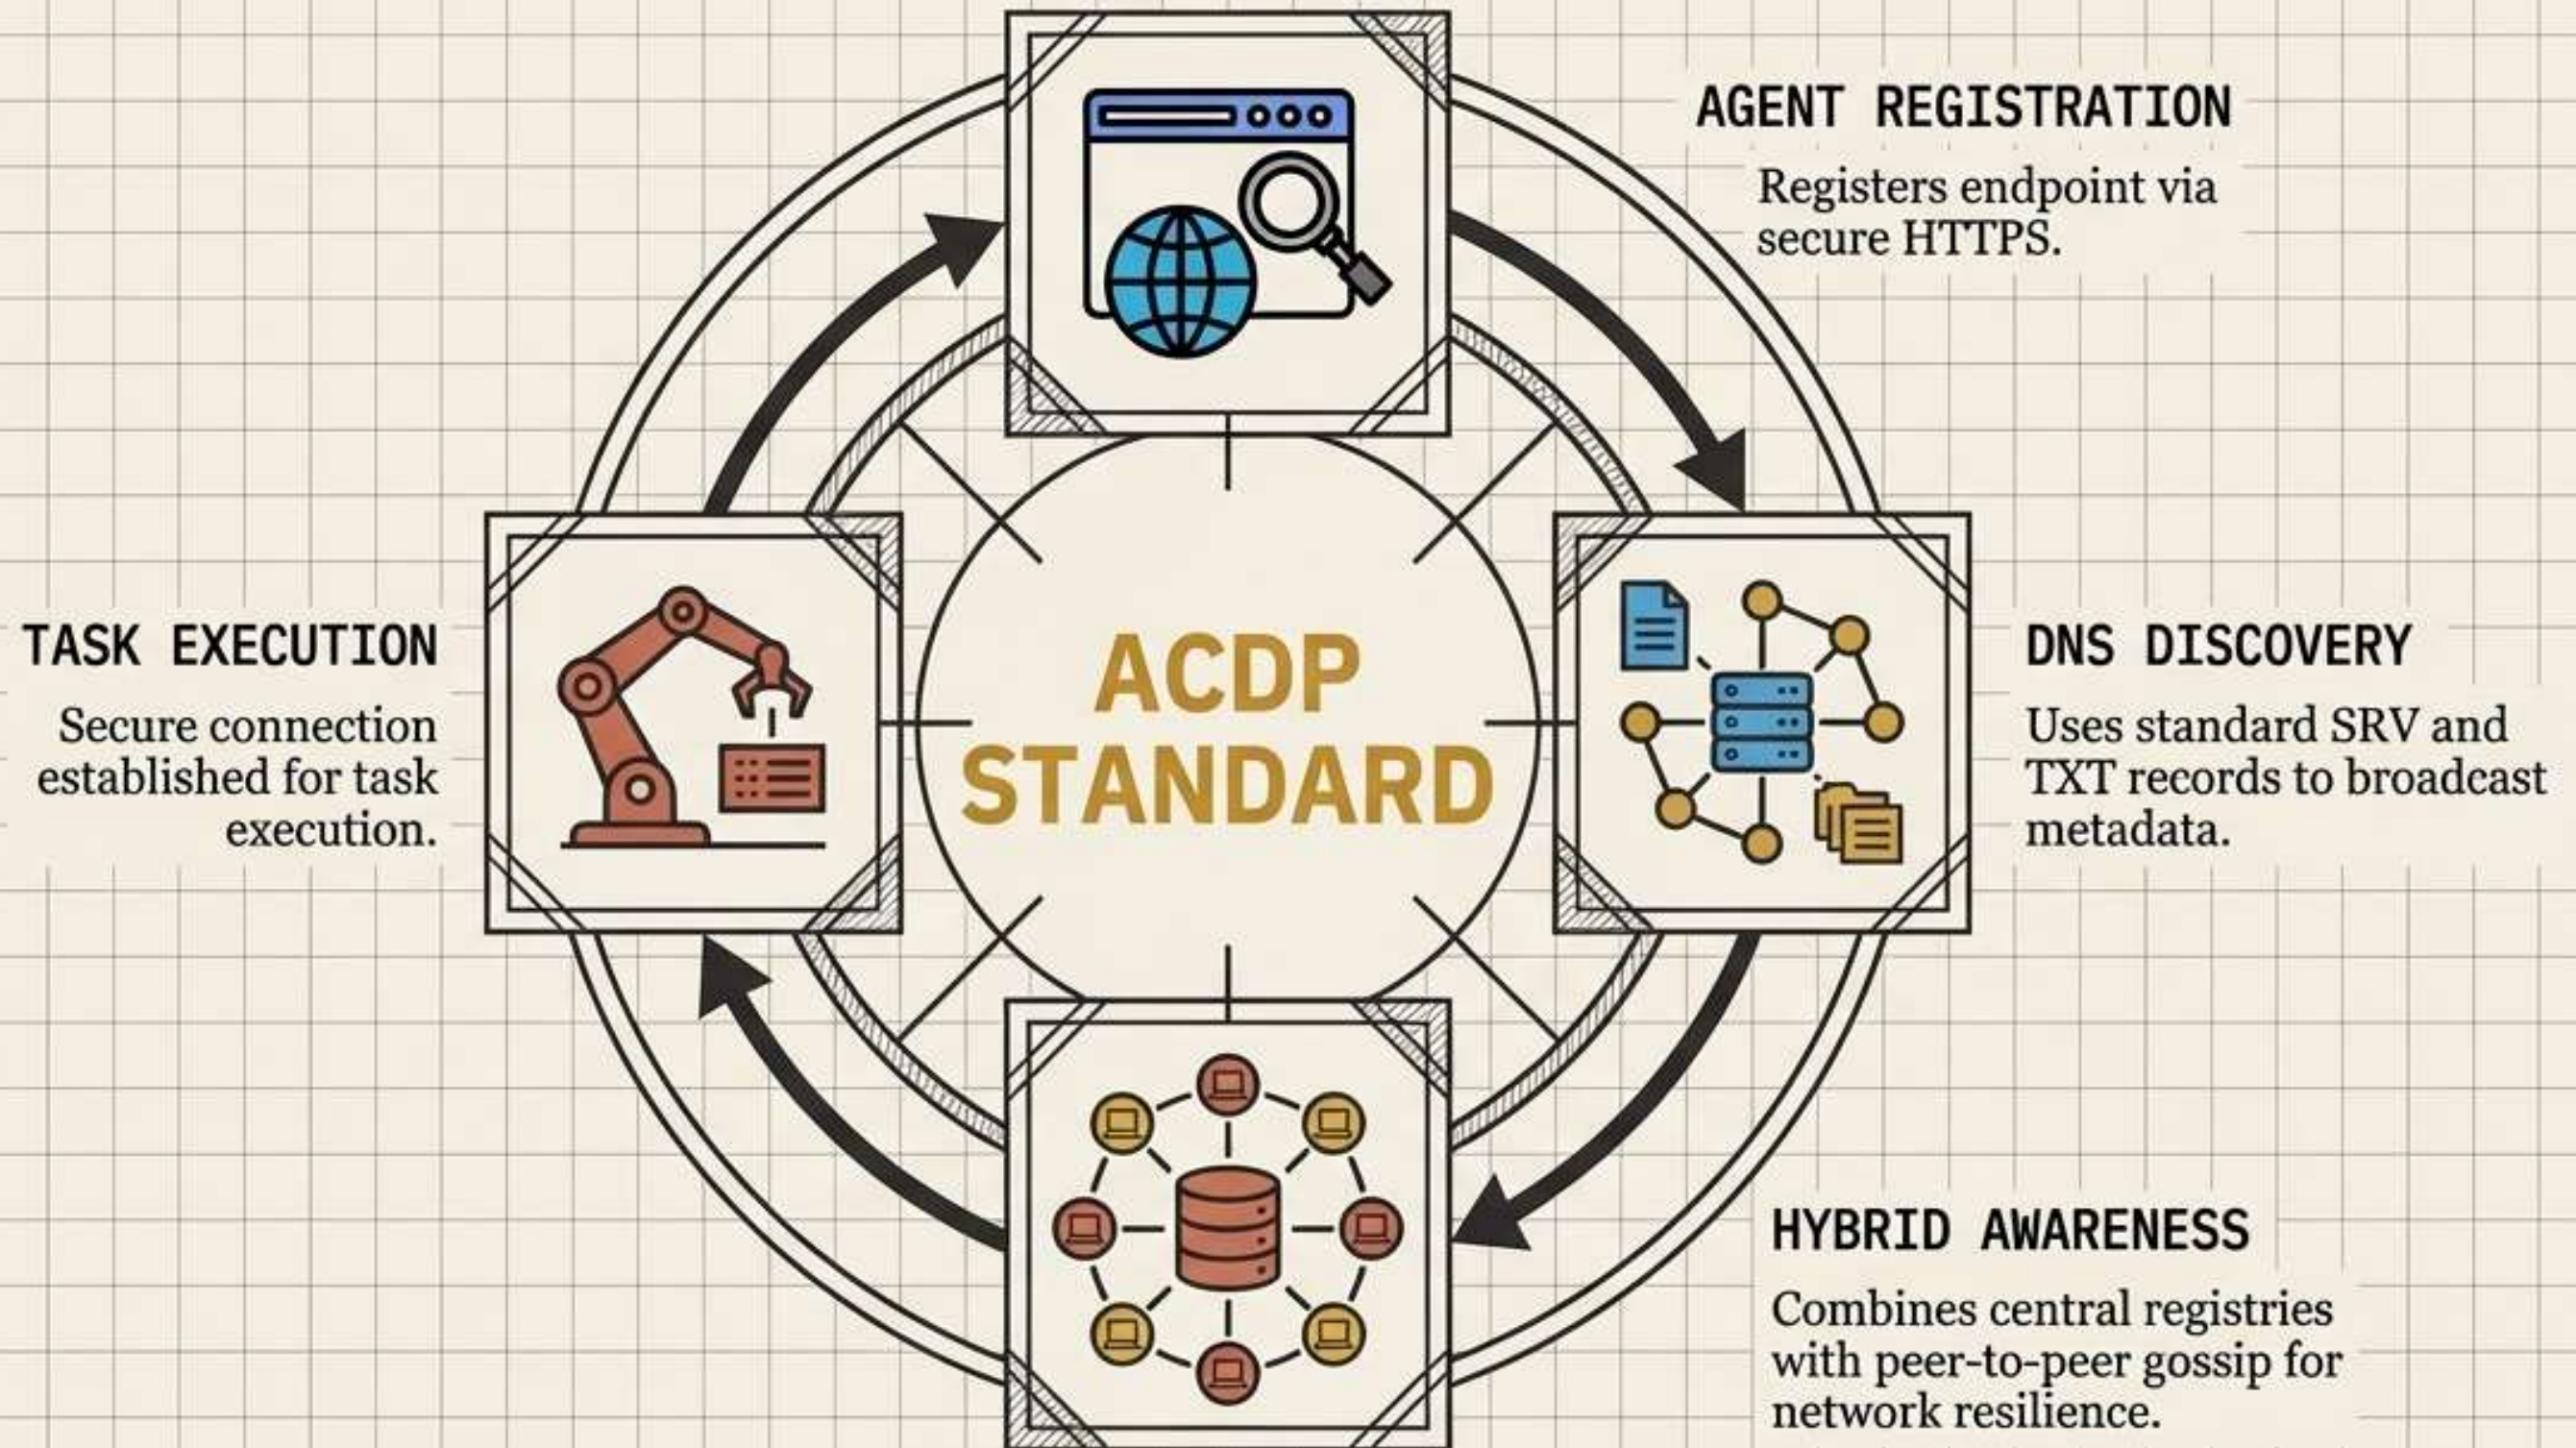 AGENT REGISTRATION
Registers endpoint via
secure HTTPS.
TASK EXECUTION
Secure connection
established for task
execution.
ACDP
STANDARD
DNS DISCOVERY
Uses standard SRV and
TXT records to broadcast
metadata.
HYBRID AWARENESS
Combines central registries
with peer-to-peer gossip for
network resilience.